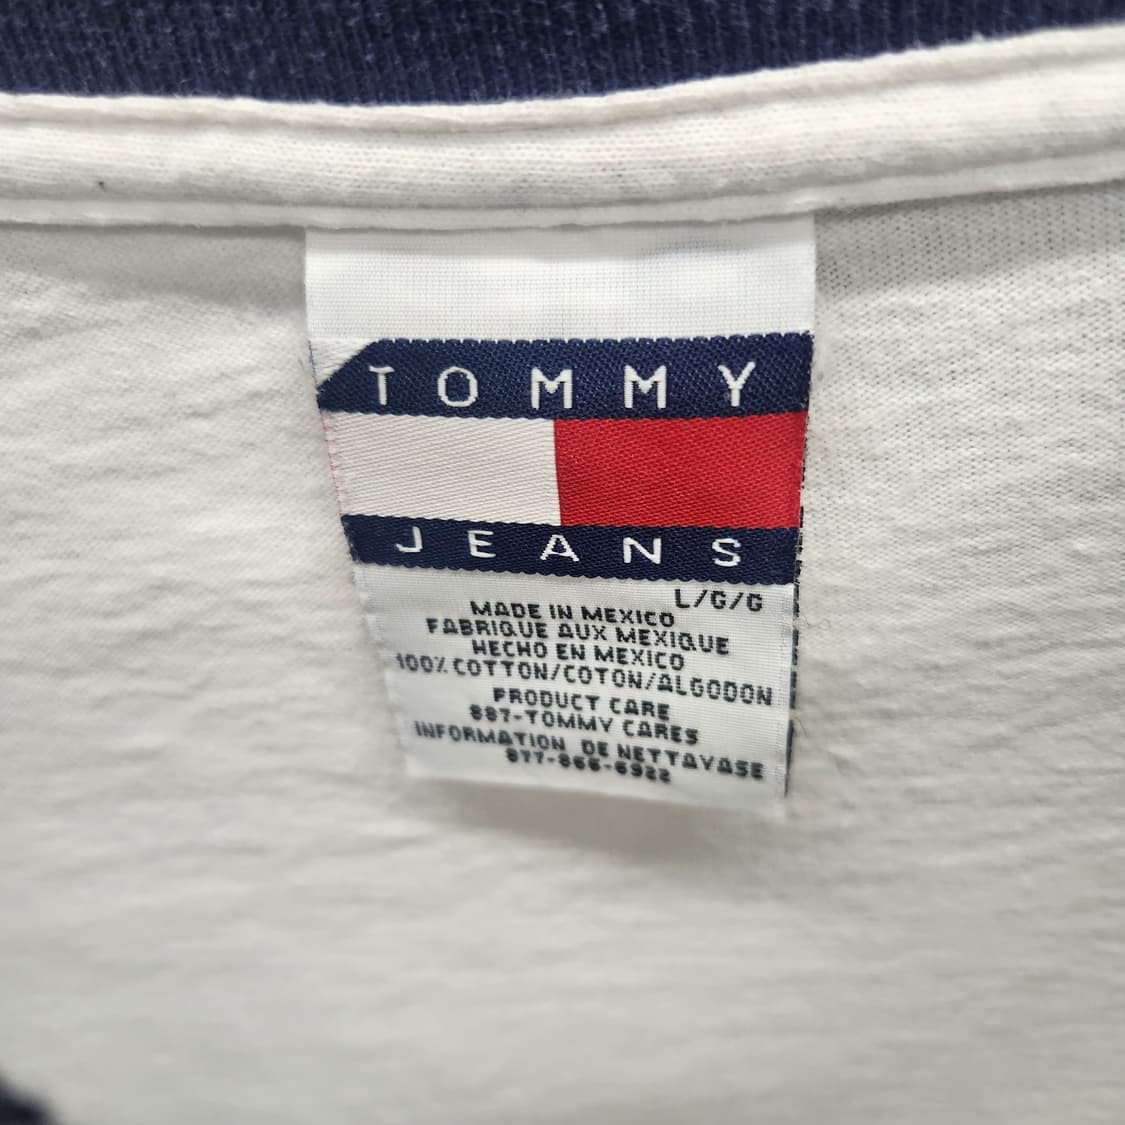 TOMMY
JEANS
L/G/G
MADE IN MEXICO
FABRIQUE AUX MEXIQUE
HECHO EN MEXICO
100% COTTON/COTON/ALGODON
PRODUCT CARE
887-TOMMY CARES
INFORMATION DE NETTAVASE
877-866-6922